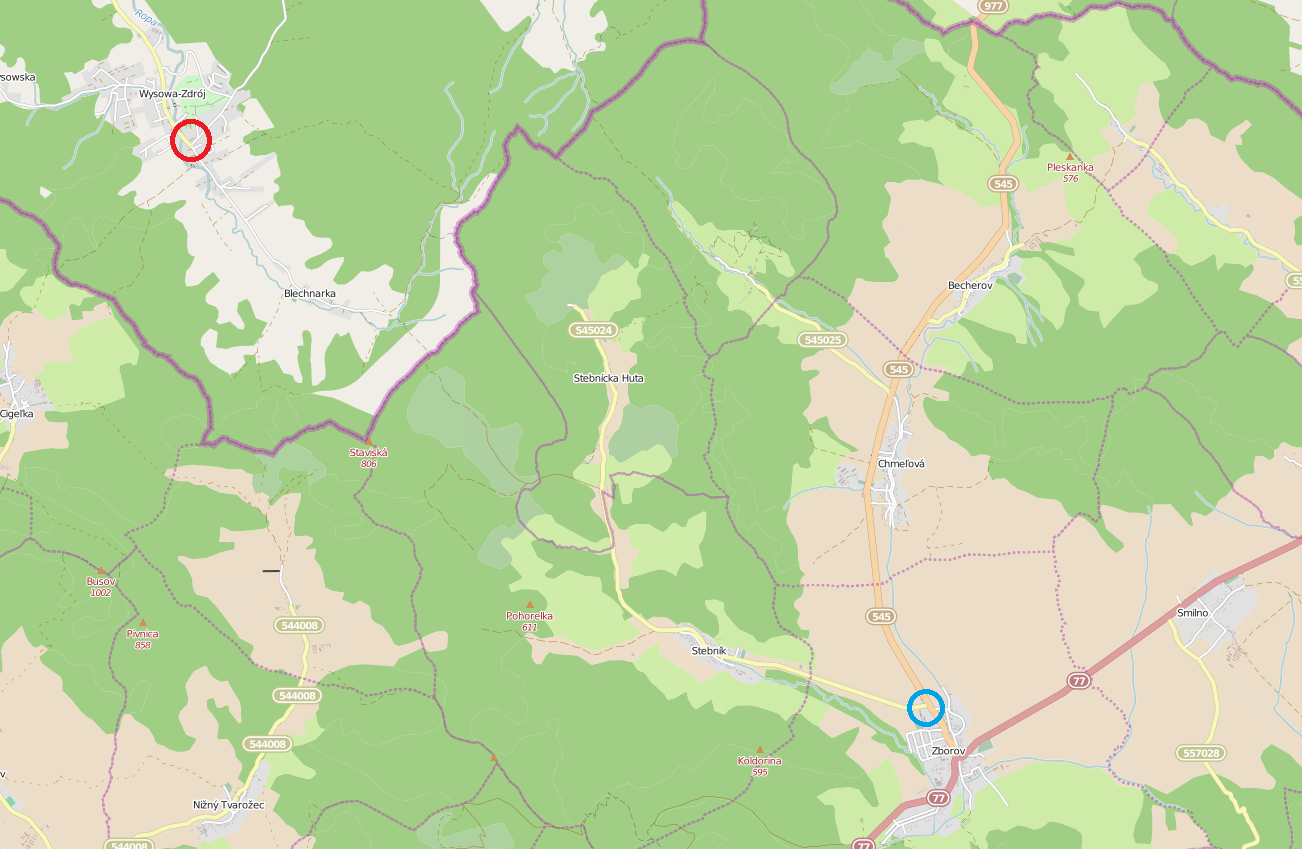 977
Ropa
ysowska
Wysowa-Zdrój
Pleskanka
576
545
Becherov
55
Blechnarka
545024
545025
545
Stebnícka Huta
Cigeľka
Staviská
806
Chmeľová
Busov
1002
Pohorelka
611
Smilno
544008
545
Pivnica
858
Stebník
77
544008
544008
Zborov
557028
Koldorina
595
v
77
Nižný Tvarožec
544008
77